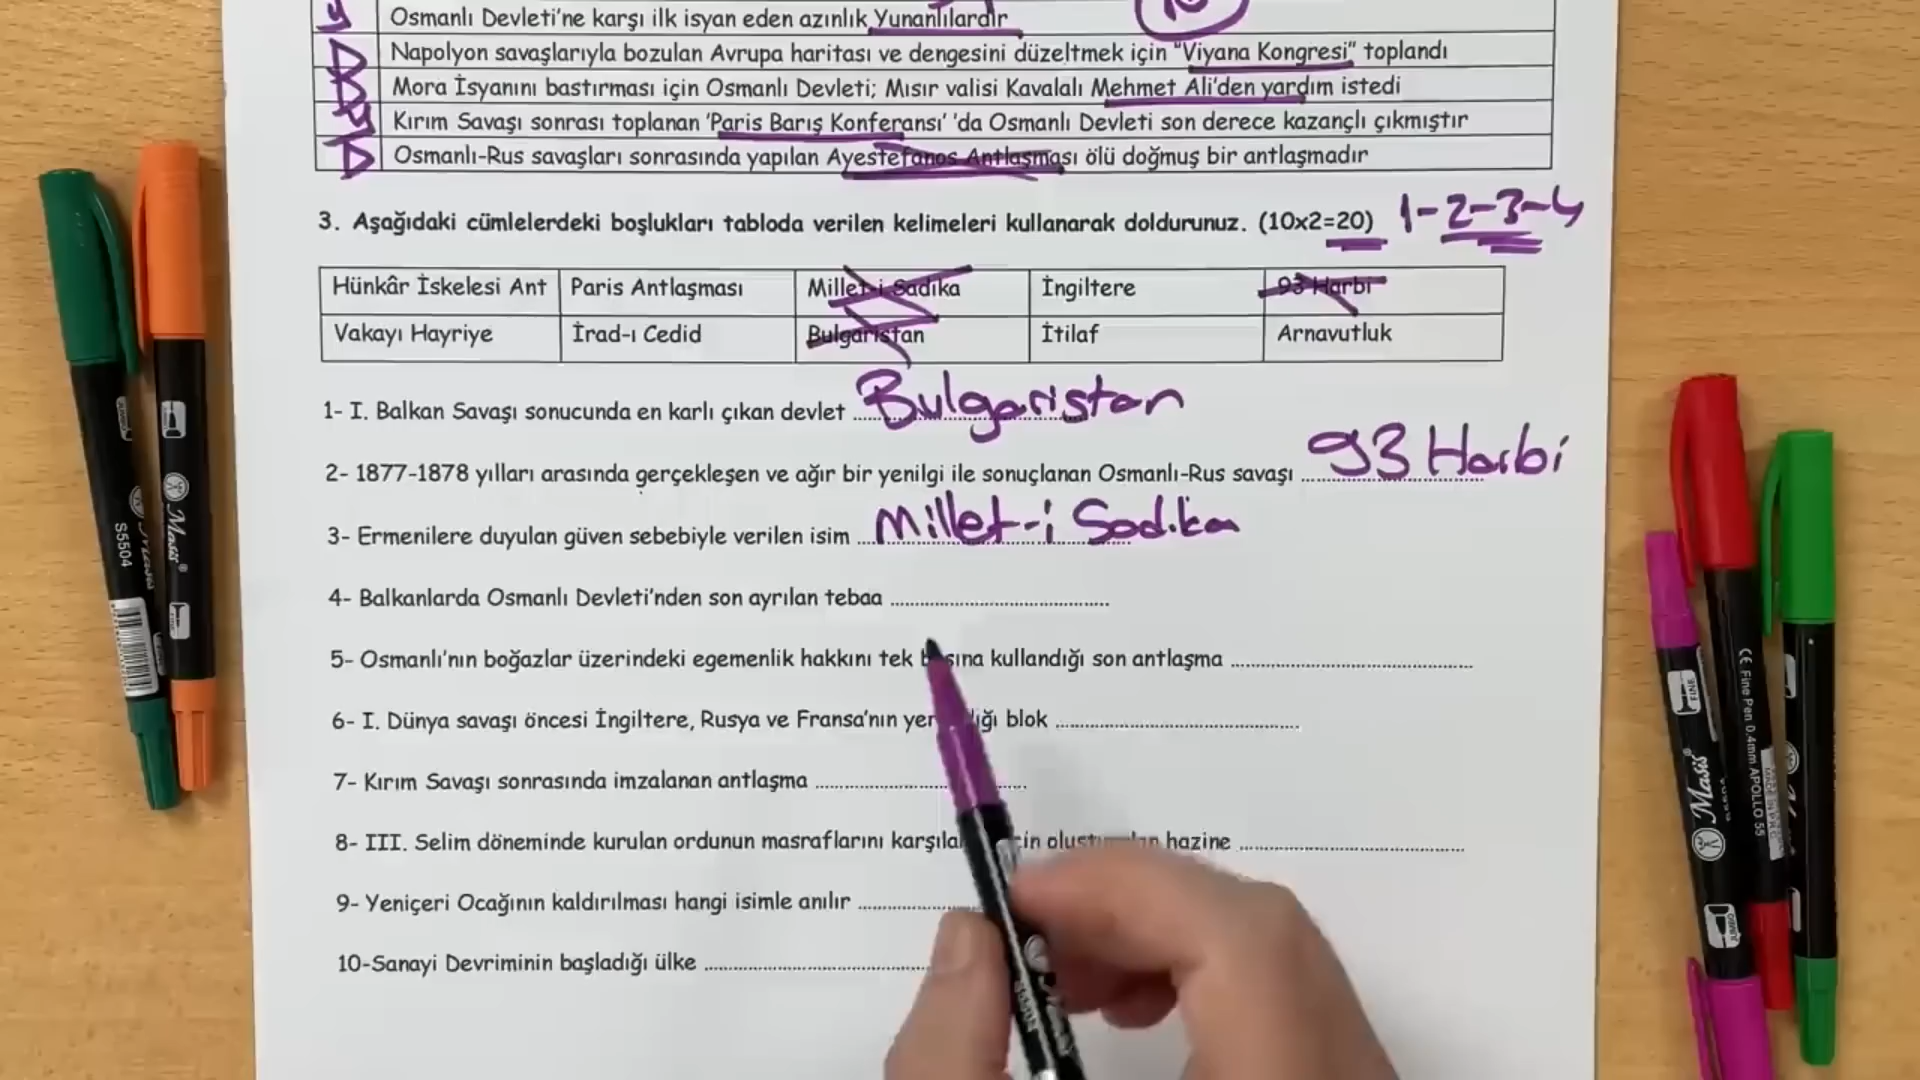 y Osmanlı Devleti'ne karşı ilk isyan eden azınlık Yunanlılardır
D Napolyon savaşlarıyla bozulan Avrupa haritası ve dengesini düzeltmek için "Viyana Kongresi" toplandı
D Mora İsyanını bastırması için Osmanlı Devleti; Mısır valisi Kavalalı Mehmet Ali'den yardım istedi
y Kırım Savaşı sonrası toplanan 'Paris Barış Konferansı' 'da Osmanlı Devleti son derece kazançlı çıkmıştır
D Osmanlı-Rus savaşları sonrasında yapılan Ayestefanos Antlaşması ölü doğmuş bir antlaşmadır
3. Aşağıdaki cümlelerdeki boşlukları tabloda verilen kelimeleri kullanarak doldurunuz. (10x2=20) 1-2-3-4
Hünkâr İskelesi Ant Paris Antlaşması Millet-i Sadıka İngiltere 93 Harbi
Vakayı Hayriye İrad-ı Cedid Bulgaristan İtilaf Arnavutluk
1- I. Balkan Savaşı sonucunda en karlı çıkan devlet Bulgaristan
2- 1877-1878 yılları arasında gerçekleşen ve ağır bir yenilgi ile sonuçlanan Osmanlı-Rus savaşı 93 Harbi
3- Ermenilere duyulan güven sebebiyle verilen isim Millet-i Sadıka
4- Balkanlarda Osmanlı Devleti'nden son ayrılan tebaa
5- Osmanlı'nın boğazlar üzerindeki egemenlik hakkını tek kullandığı son antlaşma
6- I. Dünya savaşı öncesi İngiltere, Rusya ve Fransa'nın blok
7- Kırım Savaşı sonrasında imzalanan antlaşma
8- III. Selim döneminde kurulan ordunun masraflarını hazine
9- Yeniçeri Ocağının kaldırılması hangi isimle anılır
10-Sanayi Devriminin başladığı ülke
S5504
Masis
Masis
FINE
CE Fine Pen 0.4mm APOLLO 55